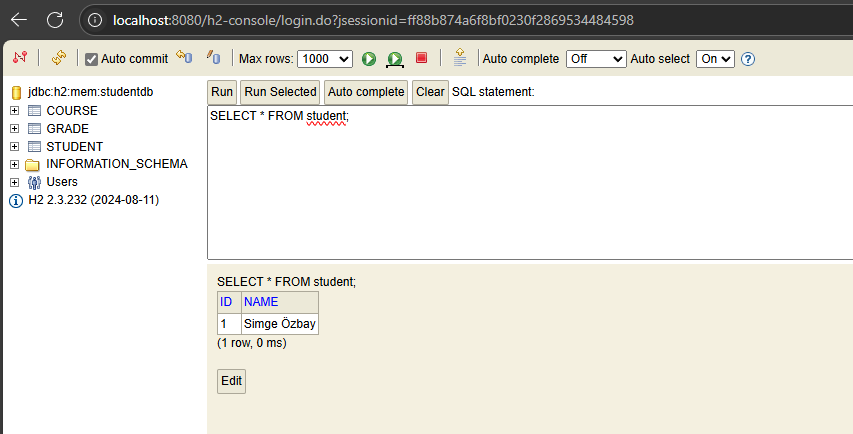 localhost:8080/h2-console/login.do?jsessionid=ff88b874a6f8bf0230f2869534484598
Auto commit Max rows: 1000 Auto complete Off Auto select On
jdbc:h2:mem:studentdb
COURSE
GRADE
STUDENT
INFORMATION_SCHEMA
Users
H2 2.3.232 (2024-08-11)
Run Run Selected Auto complete Clear SQL statement:
SELECT * FROM student;
SELECT * FROM student;
ID NAME
1 Simge Özbay
(1 row, 0 ms)
Edit